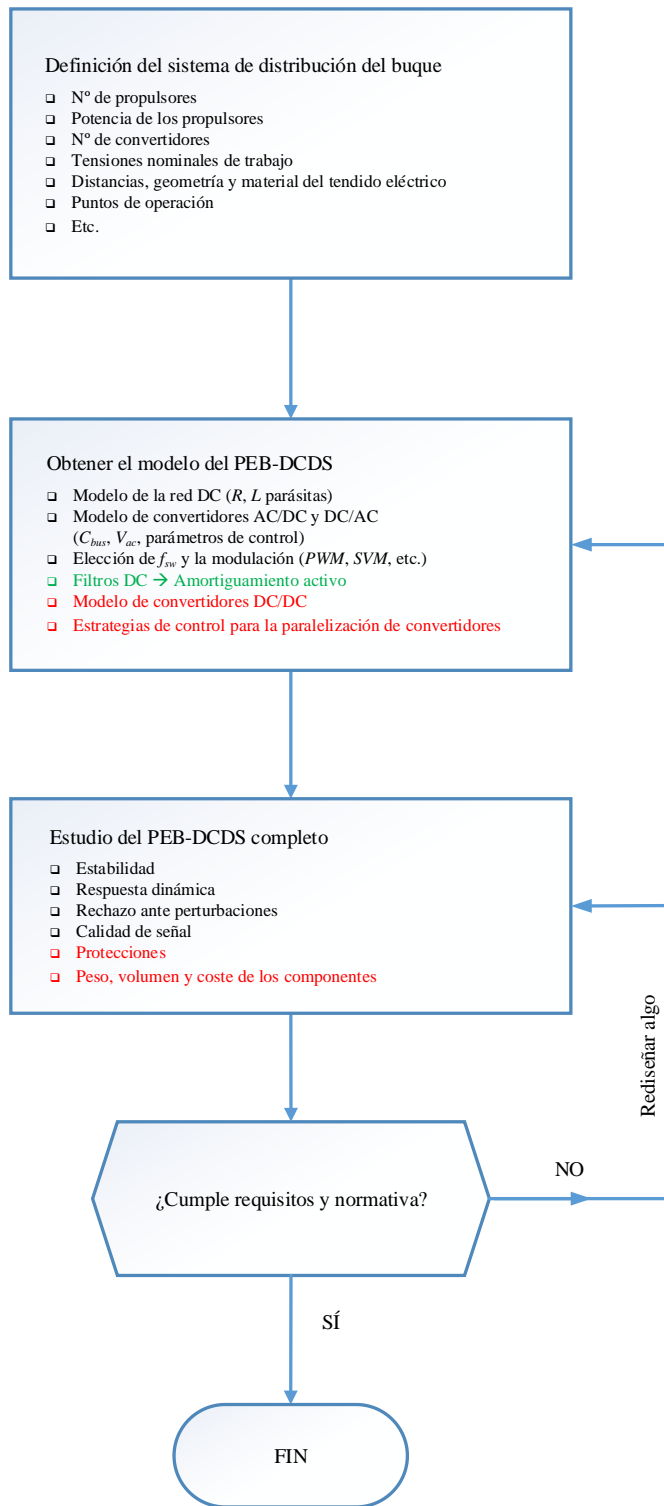 Definición del sistema de distribución del buque
❑ Nº de propulsores
❑ Potencia de los propulsores
❑ Nº de convertidores
❑ Tensiones nominales de trabajo
❑ Distancias, geometría y material del tendido eléctrico
❑ Puntos de operación
❑ Etc.
Obtener el modelo del PEB-DCDS
❑ Modelo de la red DC (R, L parásitas)
❑ Modelo de convertidores AC/DC y DC/AC
(C_bus, V_ac, parámetros de control)
❑ Elección de f_sw y la modulación (PWM, SVM, etc.)
❑ Filtros DC → Amortiguamiento activo
❑ Modelo de convertidores DC/DC
❑ Estrategias de control para la paralelización de convertidores
Estudio del PEB-DCDS completo
❑ Estabilidad
❑ Respuesta dinámica
❑ Rechazo ante perturbaciones
❑ Calidad de señal
❑ Protecciones
❑ Peso, volumen y coste de los componentes
Rediseñar algo
¿Cumple requisitos y normativa?
NO
SÍ
FIN